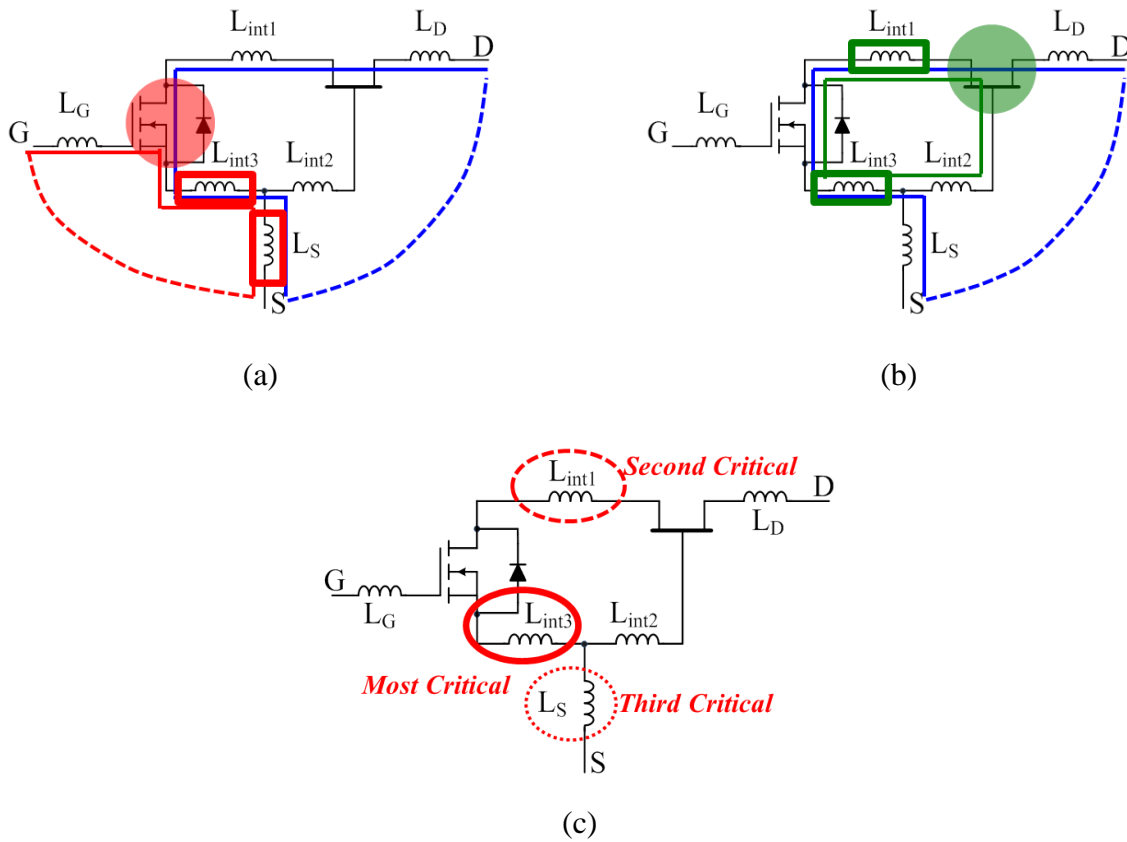 L_int1
L_D
D
L_G
G
L_int3
L_int2
L_S
S
(a)
L_int1
L_D
D
L_G
G
L_int3
L_int2
L_S
S
(b)
L_int1
Second Critical
D
L_D
G
L_G
L_int3
L_int2
Most Critical
L_S
Third Critical
S
(c)